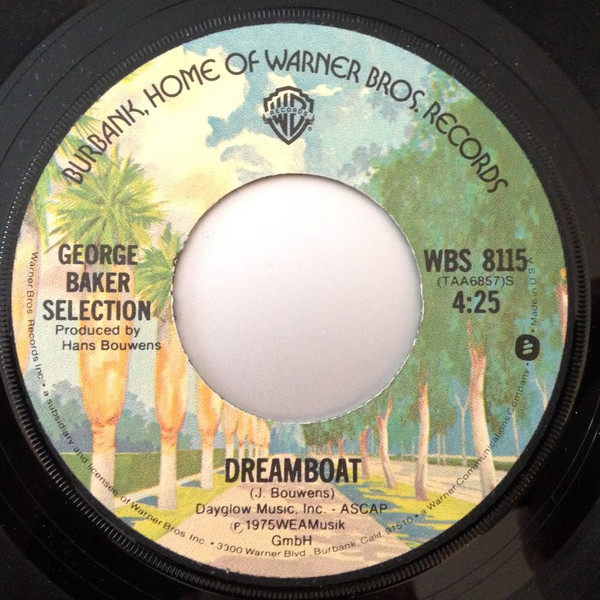 BURBANK, HOME OF WARNER BROS. RECORDS
W
RECORDS
®
GEORGE
BAKER
SELECTION
Produced by
Hans Bouwens
WBS 8115
(TAA6857)S
4:25
DREAMBOAT
(J. Bouwens)
Dayglow Music, Inc. - ASCAP
℗ 1975WEAMusik
GmbH
Warner Bros Records Inc. • a subsidiary and licensee of Warner Bros Inc • 3300 Warner Blvd., Burbank, Calif. 91510 • a Warner Communications Company • Made in U.S.A.